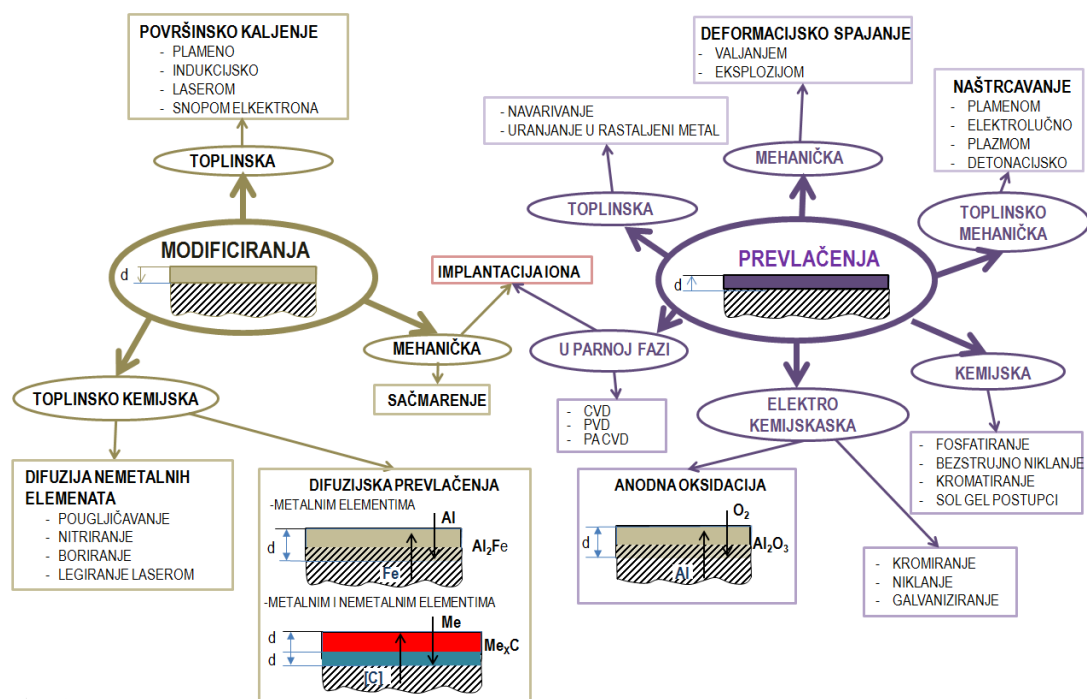 POVRŠINSKO KALJENJE
- PLAMENO
- INDUKCIJSKO
- LASEROM
- SNOPOM ELKEKTRONA
TOPLINSKA
MODIFICIRANJA
d
MEHANIČKA
SAČMARENJE
IMPLANTACIJA IONA
TOPLINSKO KEMIJSKA
DIFUZIJA NEMETALNIH
ELEMENATA
- POUGLJIČAVANJE
- NITRIRANJE
- BORIRANJE
- LEGIRANJE LASEROM
DIFUZIJSKA PREVLAČENJA
-METALNIM ELEMENTIMA
Al
d
Al₂Fe
Fe
-METALNIM I NEMETALNIM ELEMENTIMA
Me
d
MeₓC
d
[C]
DEFORMACIJSKO SPAJANJE
- VALJANJEM
- EKSPLOZIJOM
MEHANIČKA
- NAVARIVANJE
- URANJANJE U RASTALJENI METAL
TOPLINSKA
NAŠTRCAVANJE
- PLAMENOM
- ELEKTROLUČNO
- PLAZMOM
- DETONACIJSKO
TOPLINSKO
MEHANIČKA
PREVLAČENJA
d
U PARNOJ FAZI
- CVD
- PVD
- PA CVD
ELEKTRO
KEMIJSKASKA
KEMIJSKA
- FOSFATIRANJE
- BEZSTRUJNO NIKLANJE
- KROMATIRANJE
- SOL GEL POSTUPCI
ANODNA OKSIDACIJA
O₂
d
Al₂O₃
Al
- KROMIRANJE
- NIKLANJE
- GALVANIZIRANJE